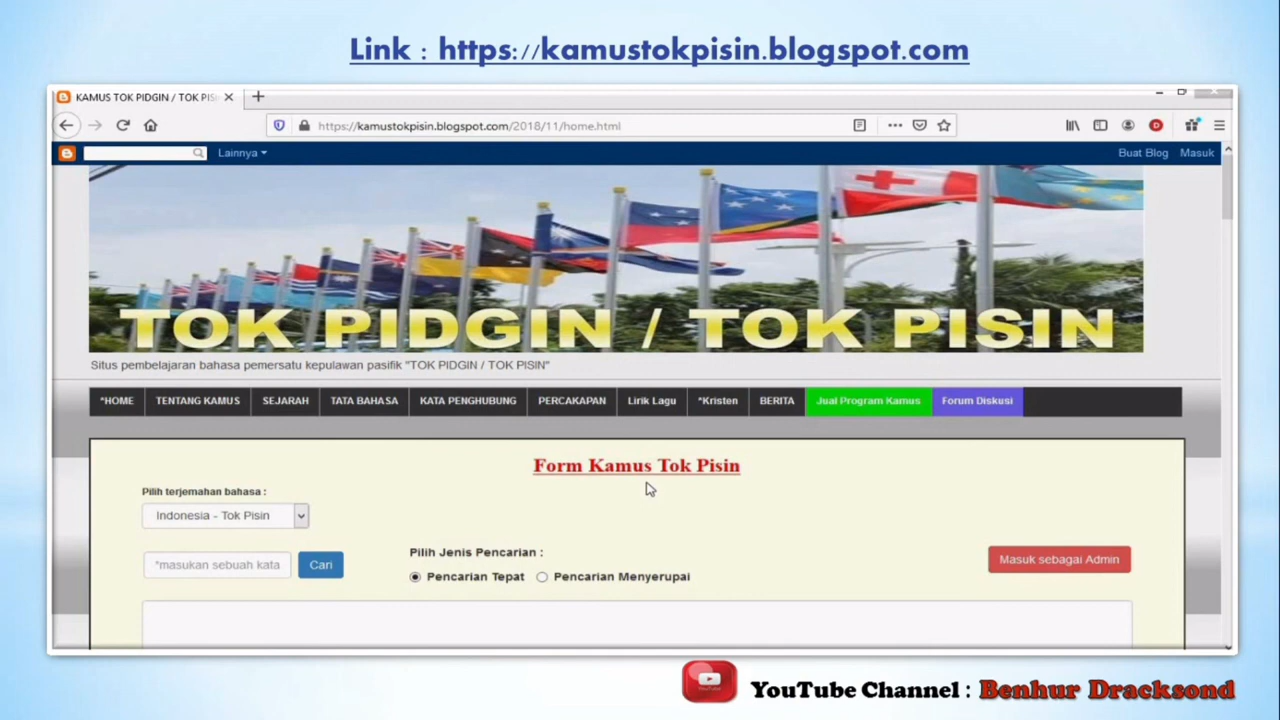 Link : https://kamustokpisin.blogspot.com
KAMUS TOK PIDGIN / TOK PIS
https://kamustokpisin.blogspot.com/2018/11/home.html
Lainnya
Buat Blog Masuk
TOK PIDGIN / TOK PISIN
Situs pembelajaran bahasa pemersatu kepulawan pasifik "TOK PIDGIN / TOK PISIN"
*HOME TENTANG KAMUS SEJARAH TATA BAHASA KATA PENGHUBUNG PERCAKAPAN Lirik Lagu *Kristen BERITA Jual Program Kamus Forum Diskusi
Form Kamus Tok Pisin
Pilih terjemahan bahasa :
Indonesia - Tok Pisin
Pilih Jenis Pencarian :
*masukan sebuah kata Cari
Masuk sebagai Admin
Pencarian Tepat Pencarian Menyerupai
YouTube Channel : Benhur Dracksond